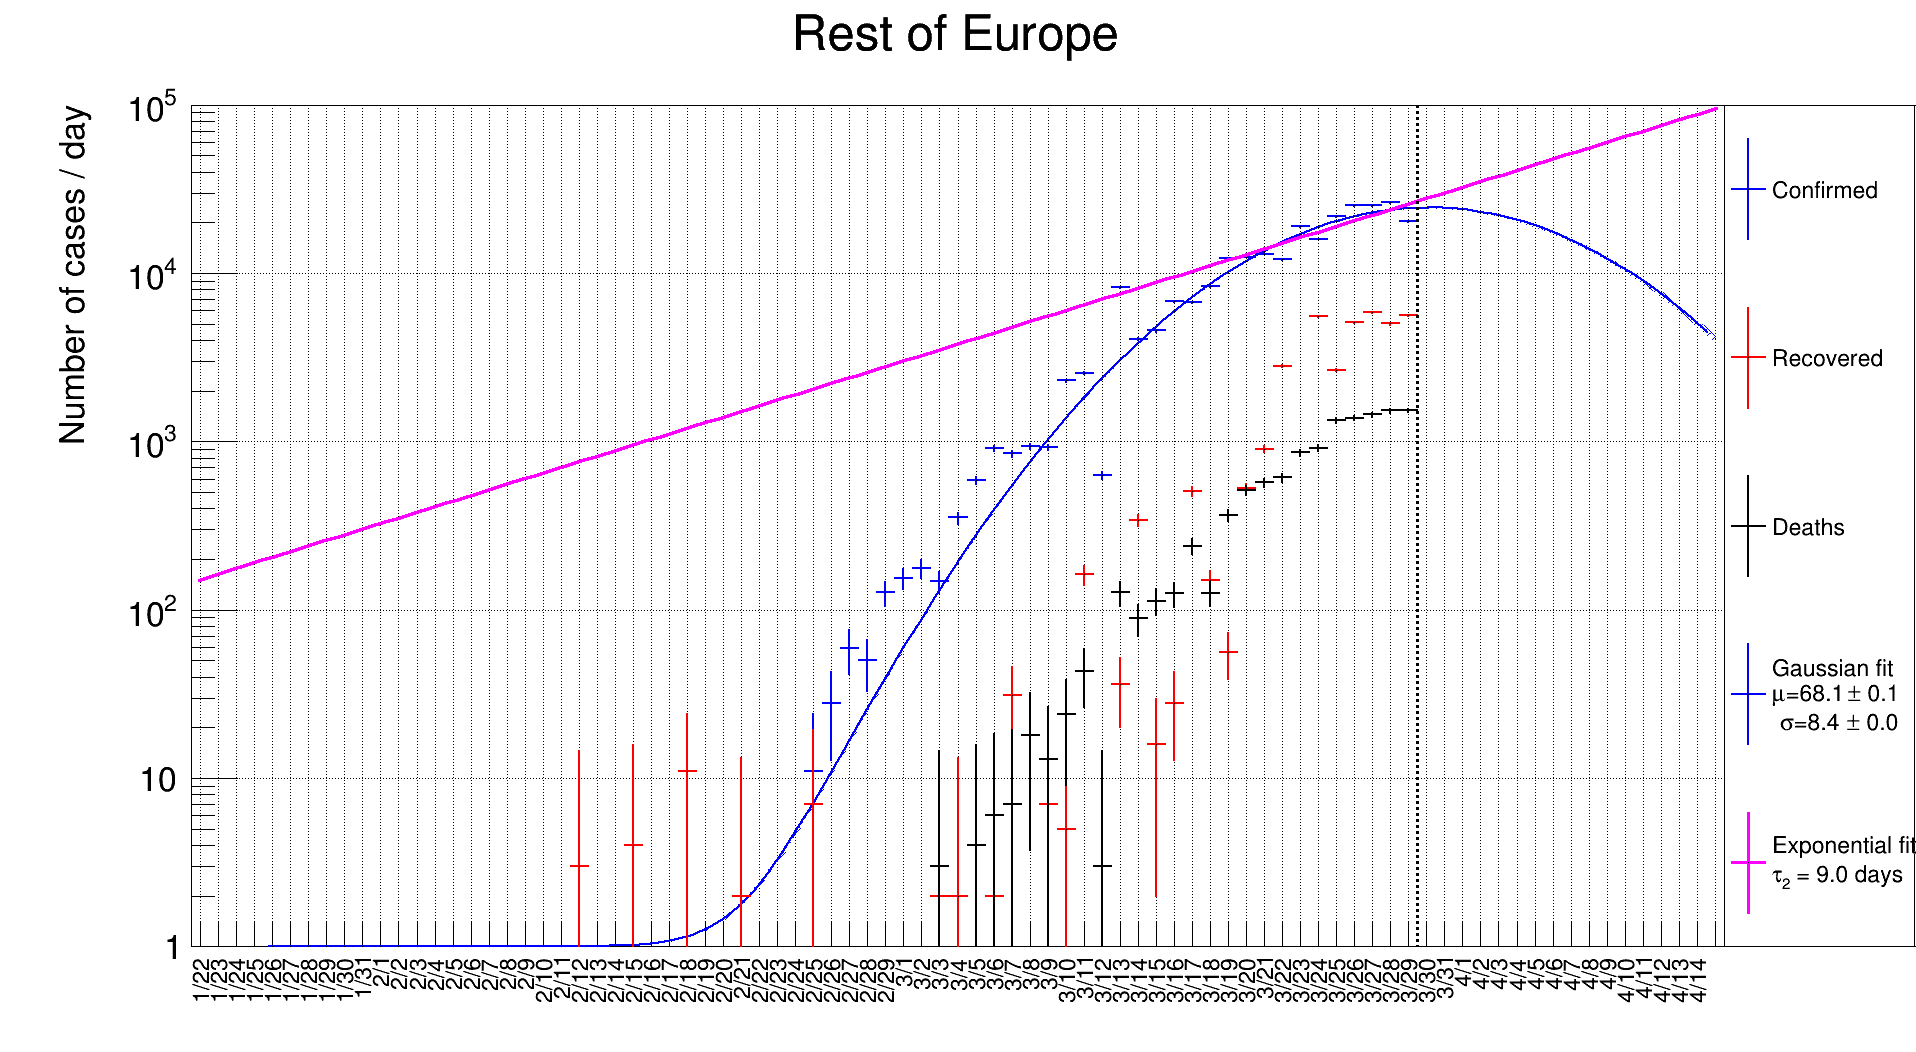 Rest of Europe
Number of cases / day
10⁵
10⁴
10³
10²
10
1
1/22 1/23 1/24 1/25 1/26 1/27 1/28 1/29 1/30 1/31 2/1 2/2 2/3 2/4 2/5 2/6 2/7 2/8 2/9 2/10 2/11 2/12 2/13 2/14 2/15 2/16 2/17 2/18 2/19 2/20 2/21 2/22 2/23 2/24 2/25 2/26 2/27 2/28 2/29 3/1 3/2 3/3 3/4 3/5 3/6 3/7 3/8 3/9 3/10 3/11 3/12 3/13 3/14 3/15 3/16 3/17 3/18 3/19 3/20 3/21 3/22 3/23 3/24 3/25 3/26 3/27 3/28 3/29 3/30 3/31 4/1 4/2 4/3 4/4 4/5 4/6 4/7 4/8 4/9 4/10 4/11 4/12 4/13 4/14
Confirmed
Recovered
Deaths
Gaussian fit
μ=68.1 ± 0.1
σ=8.4 ± 0.0
Exponential fit
τ₂ = 9.0 days